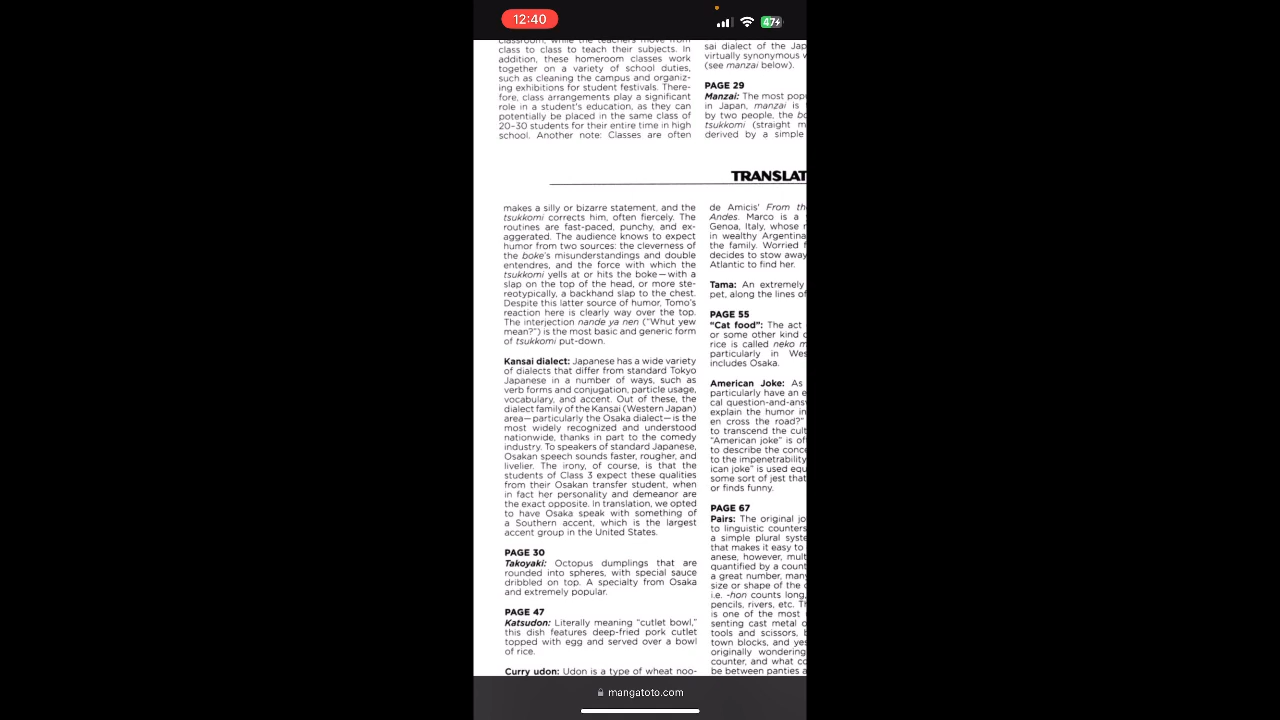 12:40
47
classroom, while the teachers move from
class to class to teach their subjects. In
addition, these homeroom classes work
together on a variety of school duties,
such as cleaning the campus and organiz-
ing exhibitions for student festivals. There-
fore, class arrangements play a significant
role in a student's education, as they can
potentially be placed in the same class of
20–30 students for their entire time in high
school. Another note: Classes are often
sai dialect of the Jap
virtually synonymous w
(see manzai below).
PAGE 29
Manzai: The most pop
in Japan, manzai is
by two people, the bo
tsukkomi (straight m
derived by a simple
TRANSLAT
makes a silly or bizarre statement, and the
tsukkomi corrects him, often fiercely. The
routines are fast-paced, punchy, and ex-
aggerated. The audience knows to expect
humor from two sources: the cleverness of
the boke's misunderstandings and double
entendres, and the force with which the
tsukkomi yells at or hits the boke—with a
slap on the top of the head, or more ste-
reotypically, a backhand slap to the chest.
Despite this latter source of humor, Tomo's
reaction here is clearly way over the top.
The interjection nande ya nen ("Whut yew
mean?") is the most basic and generic form
of tsukkomi put-down.
Kansai dialect: Japanese has a wide variety
of dialects that differ from standard Tokyo
Japanese in a number of ways, such as
verb forms and conjugation, particle usage,
vocabulary, and accent. Out of these, the
dialect family of the Kansai (Western Japan)
area—particularly the Osaka dialect—is the
most widely recognized and understood
nationwide, thanks in part to the comedy
industry. To speakers of standard Japanese,
Osakan speech sounds faster, rougher, and
livelier. The irony, of course, is that the
students of Class 3 expect these qualities
from their Osakan transfer student, when
in fact her personality and demeanor are
the exact opposite. In translation, we opted
to have Osaka speak with something of
a Southern accent, which is the largest
accent group in the United States.
PAGE 30
Takoyaki: Octopus dumplings that are
rounded into spheres, with special sauce
dribbled on top. A specialty from Osaka
and extremely popular.
PAGE 47
Katsudon: Literally meaning "cutlet bowl,"
this dish features deep-fried pork cutlet
topped with egg and served over a bowl
of rice.
Curry udon: Udon is a type of wheat noo-
de Amicis' From th
Andes. Marco is a
Genoa, Italy, whose
in wealthy Argentina
the family. Worried f
decides to stow away
Atlantic to find her.
Tama: An extremely
pet, along the lines of
PAGE 55
"Cat food": The act
or some other kind o
rice is called neko m
particularly in Wes
includes Osaka.
American Joke: As
particularly have an e
cal question-and-ans
explain the humor in
en cross the road?"
to transcend the cult
"American joke" is of
to describe the conce
to the impenetrability
ican joke" is used equ
some sort of jest that
or finds funny.
PAGE 67
Pairs: The original jo
to linguistic counters
a simple plural syste
that makes it easy to
anese, however, mult
quantified by a count
a great number, many
size or shape of the o
i.e. -hon counts long,
pencils, rivers, etc. Th
is one of the most i
senting cast metal o
tools and scissors, b
town blocks, and yes
originally wondering
counter, and what co
be between panties a
mangatoto.com